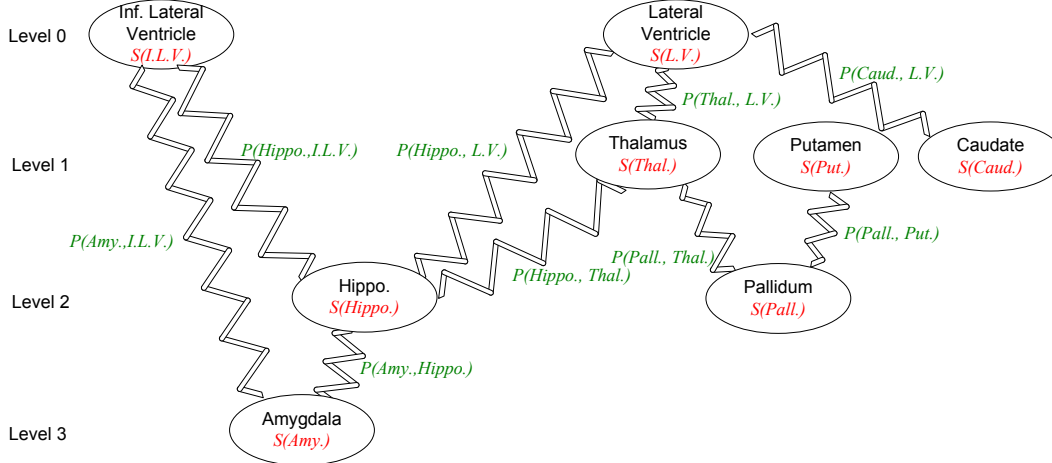 Level 0
Inf. Lateral
Ventricle
S(I.L.V.)
Lateral
Ventricle
S(L.V.)
P(Caud., L.V.)
P(Thal., L.V.)
Level 1
P(Hippo.,I.L.V.)
P(Hippo., L.V.)
Thalamus
S(Thal.)
Putamen
S(Put.)
Caudate
S(Caud.)
P(Amy.,I.L.V.)
P(Pall., Put.)
P(Pall., Thal.)
P(Hippo., Thal.)
Level 2
Hippo.
S(Hippo.)
Pallidum
S(Pall.)
P(Amy.,Hippo.)
Level 3
Amygdala
S(Amy.)